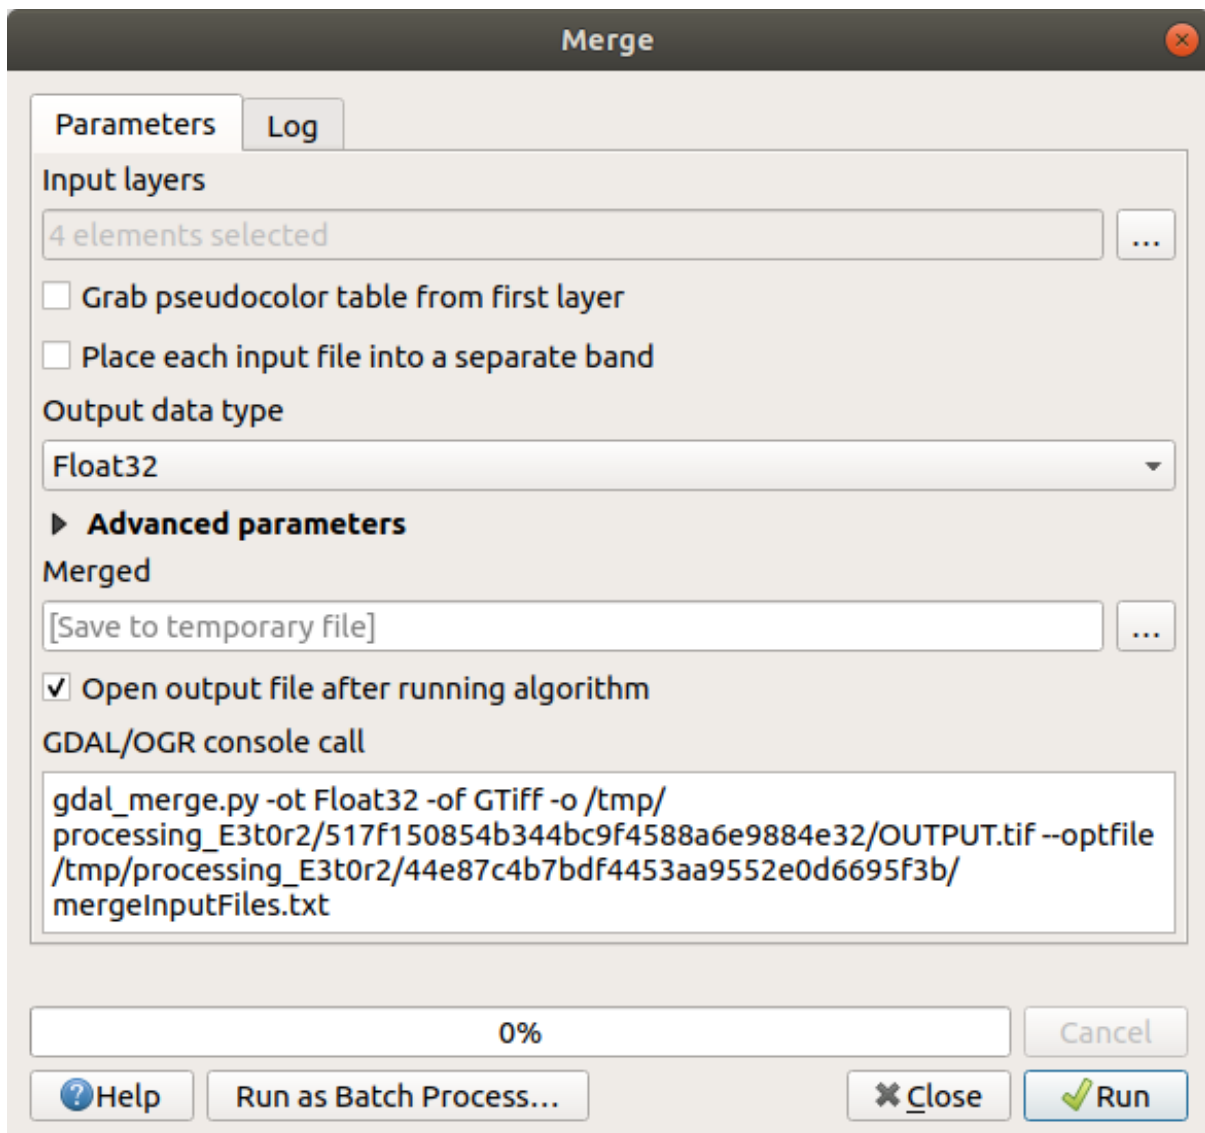 Merge
Parameters
Log
Input layers
4 elements selected
...
Grab pseudocolor table from first layer
Place each input file into a separate band
Output data type
Float32
Advanced parameters
Merged
[Save to temporary file]
...
Open output file after running algorithm
GDAL/OGR console call
gdal_merge.py -ot Float32 -of GTiff -o /tmp/
processing_E3t0r2/517f150854b344bc9f4588a6e9884e32/OUTPUT.tif --optfile
/tmp/processing_E3t0r2/44e87c4b7bdf4453aa9552e0d6695f3b/
mergeInputFiles.txt
0%
Cancel
Help
Run as Batch Process...
Close
Run